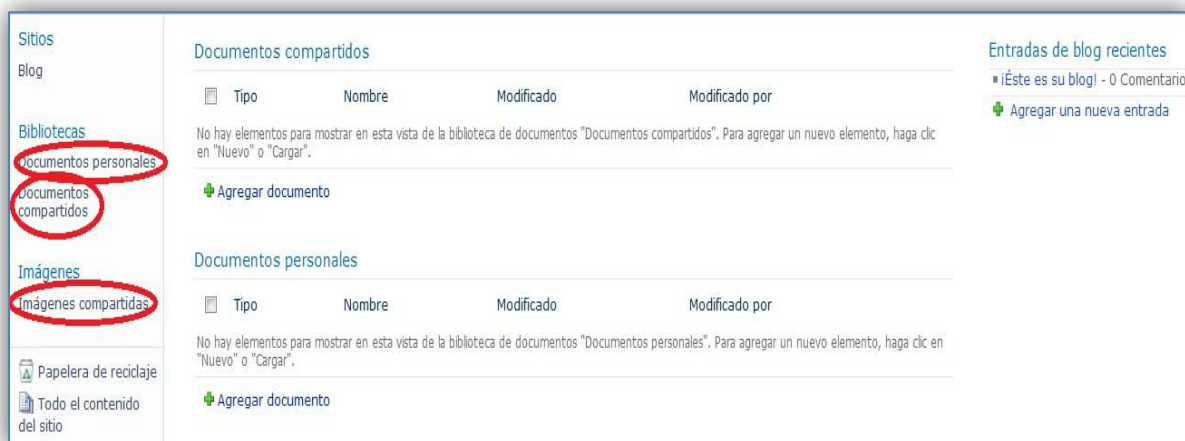 Sitios
Blog
Bibliotecas
Documentos personales
Documentos
compartidos
Imágenes
Imágenes compartidas
Papelera de reciclaje
Todo el contenido
del sitio
Documentos compartidos
Tipo Nombre Modificado Modificado por
No hay elementos para mostrar en esta vista de la biblioteca de documentos "Documentos compartidos". Para agregar un nuevo elemento, haga clic
en "Nuevo" o "Cargar".
Agregar documento
Documentos personales
Tipo Nombre Modificado Modificado por
No hay elementos para mostrar en esta vista de la biblioteca de documentos "Documentos personales". Para agregar un nuevo elemento, haga clic en
"Nuevo" o "Cargar".
Agregar documento
Entradas de blog recientes
¡Éste es su blog! - 0 Comentario
Agregar una nueva entrada